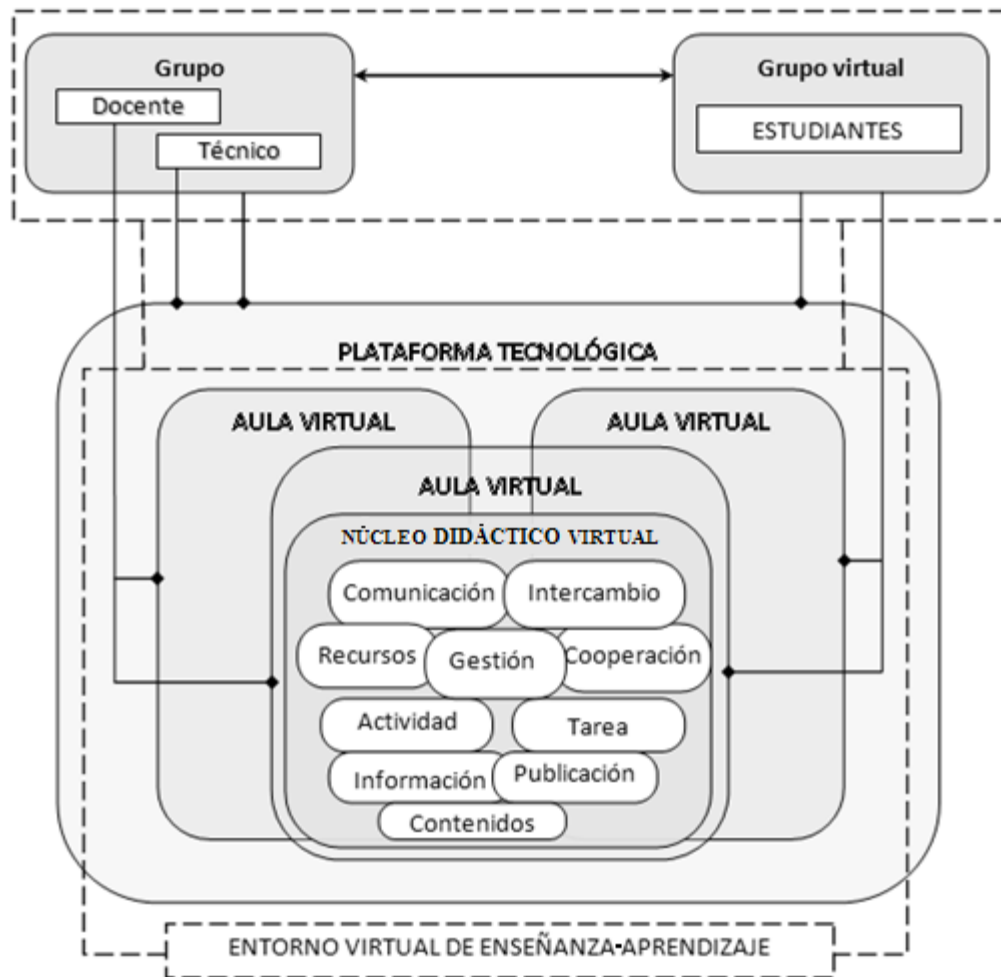 Grupo
Docente
Técnico
Grupo virtual
ESTUDIANTES
PLATAFORMA TECNOLÓGICA
AULA VIRTUAL
AULA VIRTUAL
AULA VIRTUAL
NÚCLEO DIDÁCTICO VIRTUAL
Comunicación
Intercambio
Recursos
Gestión
Cooperación
Actividad
Tarea
Información
Publicación
Contenidos
ENTORNO VIRTUAL DE ENSEÑANZA-APRENDIZAJE